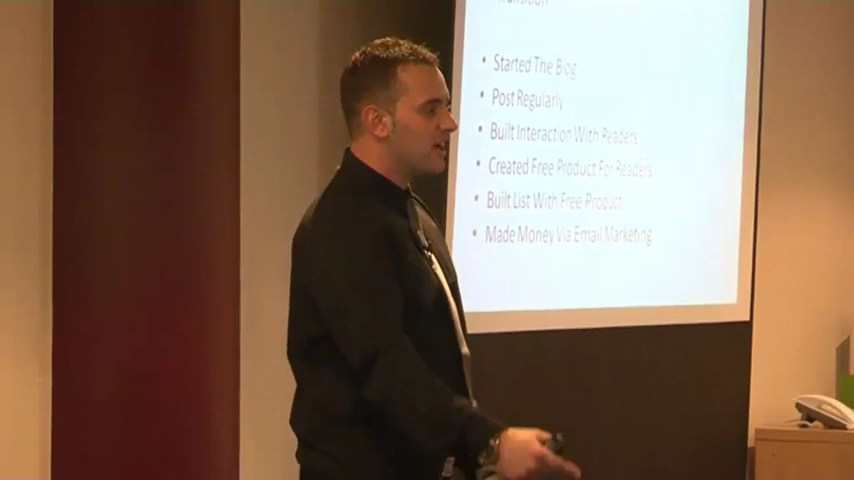 Transition
Started The Blog
Post Regularly
Built Interaction With Readers
Created Free Product For Readers
Built List With Free Product
Made Money Via Email Marketing